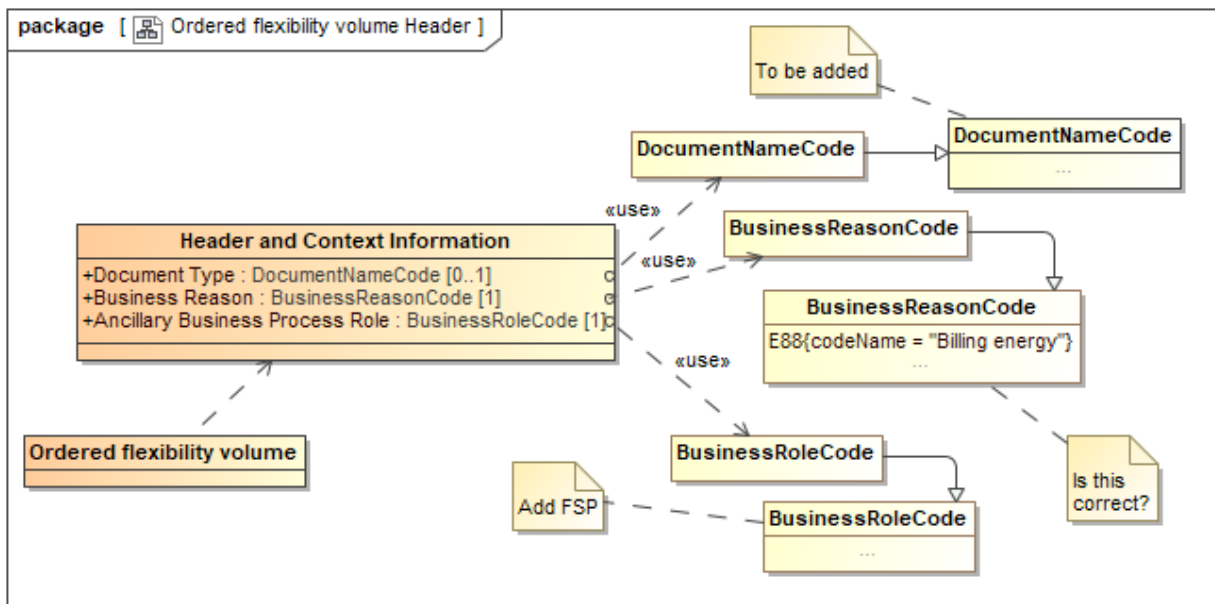 package [ Ordered flexibility volume Header ]
To be added
DocumentNameCode
DocumentNameCode
...
«use»
BusinessReasonCode
«use»
Header and Context Information
+Document Type : DocumentNameCode [0..1]
+Business Reason : BusinessReasonCode [1]
+Ancillary Business Process Role : BusinessRoleCode [1]
BusinessReasonCode
E88{codeName = "Billing energy"}
...
«use»
Ordered flexibility volume
BusinessRoleCode
Is this
correct?
Add FSP
BusinessRoleCode
...